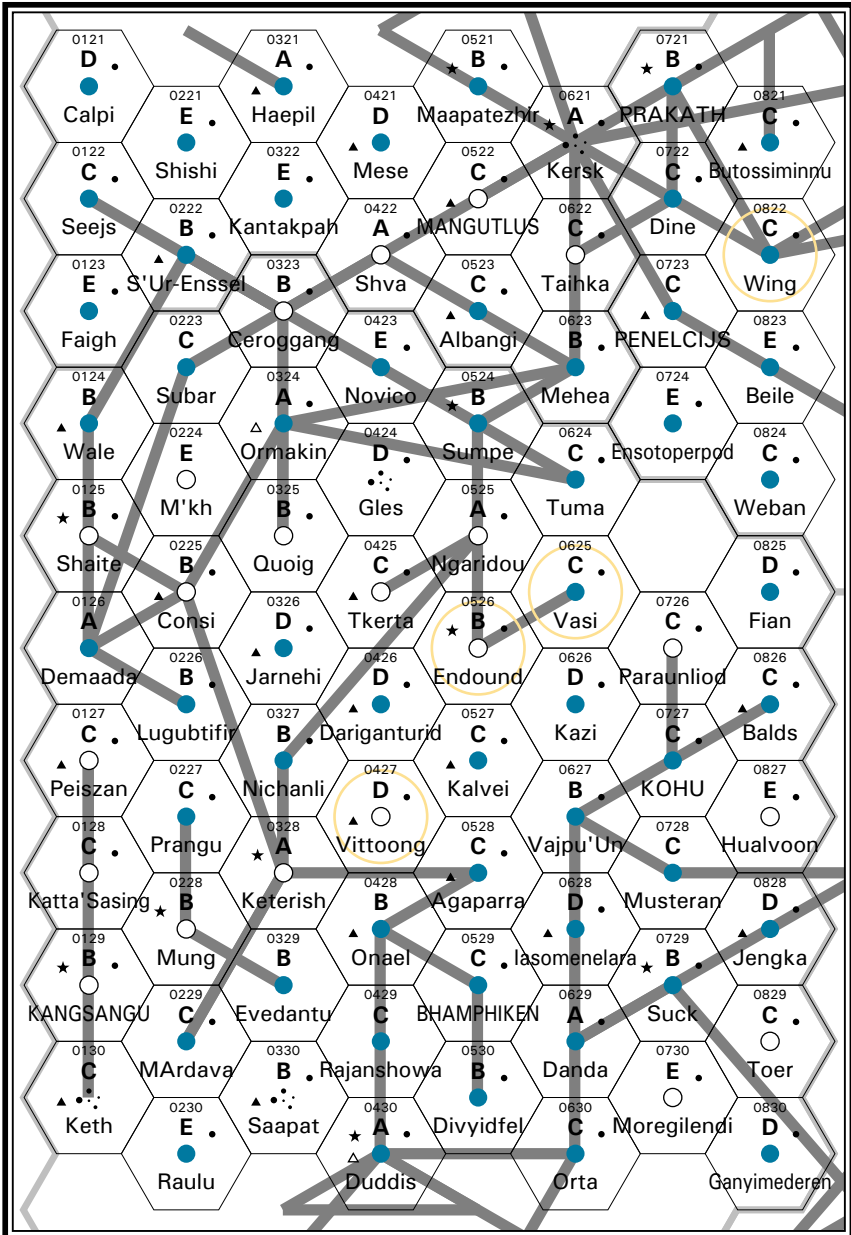 0121
D
Calpi
0321
A
Haepil
0521
B
Maapatezhir
0721
B
PRAKATH
0221
E
Shishi
0421
D
Mese
0621
A
Kersk
0821
C
Butossiminnu
0122
C
Seejs
0322
E
Kantakpah
0522
C
MANGUTLUS
0722
C
Dine
0222
B
S'Ur-Enssel
0422
A
Shva
0622
C
Taihka
0822
C
Wing
0123
E
Faigh
0323
B
Ceroggang
0523
C
Albangi
0723
C
PENELCIJS
0223
C
Subar
0423
E
Novico
0623
B
Mehea
0823
E
Beile
0124
B
Wale
0324
A
Ormakin
0524
B
Sumpe
0724
E
Ensotoperpod
0224
E
M'kh
0424
D
Gles
0624
C
Tuma
0824
C
Weban
0125
B
Shaite
0325
B
Quoig
0525
A
Ngaridou
0225
B
Consi
0425
C
Tkerta
0625
C
Vasi
0825
D
Fian
0126
A
Demaada
0326
D
Jarnehi
0526
B
Endound
0726
C
Paraunliod
0226
B
Lugubtifir
0426
D
Dariganturid
0626
D
Kazi
0826
C
Balds
0127
C
Peiszan
0327
B
Nichanli
0527
C
Kalvei
0727
C
KOHU
0227
C
Prangu
0427
D
Vittoong
0627
B
Vajpu'Un
0827
E
Hualvoon
0128
C
Katta'Sasing
0328
A
Keterish
0528
C
Agaparra
0728
C
Musteran
0228
B
Mung
0428
B
Onael
0628
D
Iasomenelara
0828
D
Jengka
0129
B
KANGSANGU
0329
B
Evedantu
0529
C
BHAMPHIKEN
0729
B
Suck
0229
C
MArdava
0429
C
Rajanshowa
0629
A
Danda
0829
C
Toer
0130
C
Keth
0330
B
Saapat
0530
B
Divyidfel
0730
E
Moregilendi
0230
E
Raulu
0430
A
Duddis
0630
C
Orta
0830
D
Ganyimederen